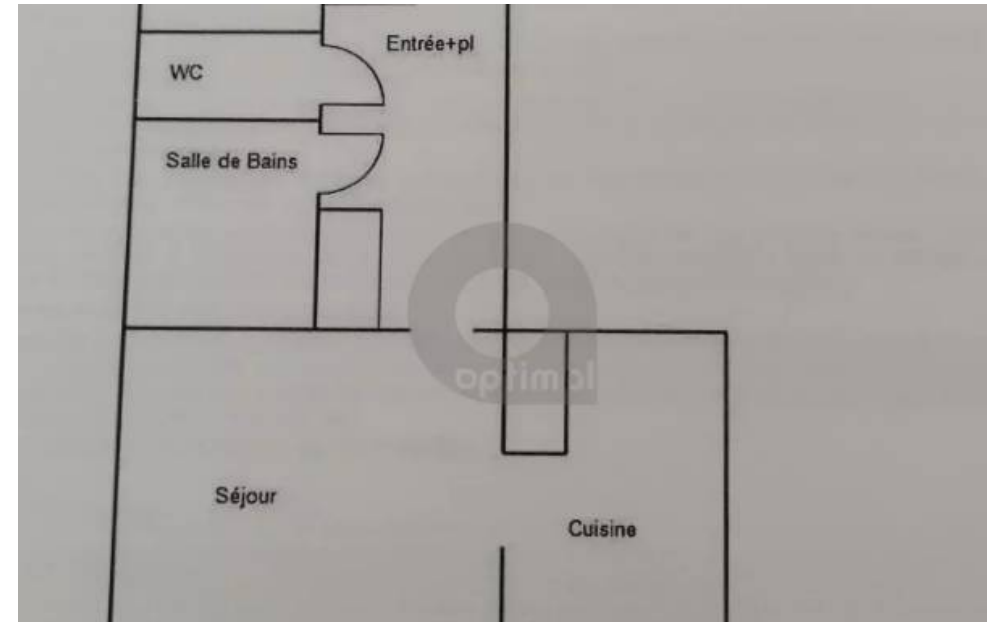 Entrée+pl
WC
Salle de Bains
optimal
Séjour
Cuisine